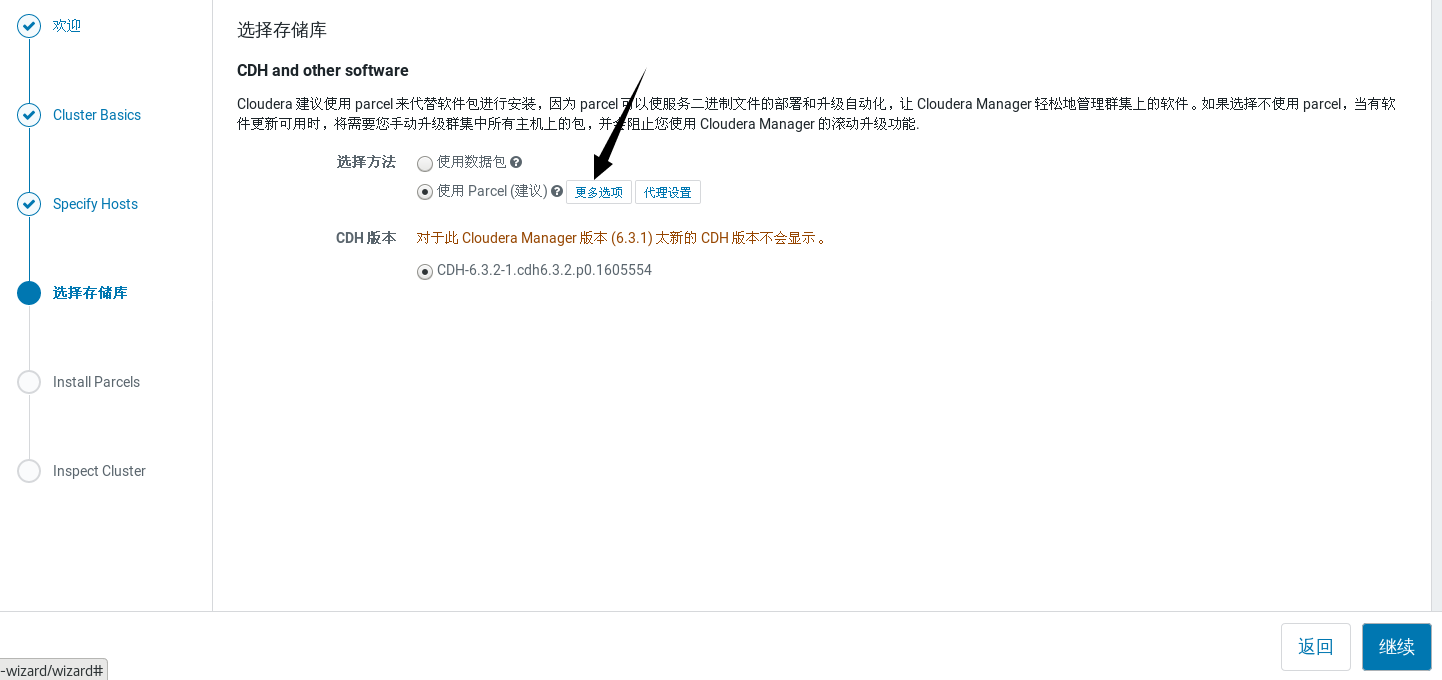 欢迎
Cluster Basics
Specify Hosts
选择存储库
Install Parcels
Inspect Cluster
选择存储库
CDH and other software
Cloudera 建议使用 parcel 来代替软件包进行安装，因为 parcel 可以使服务二进制文件的部署和升级自动化，让 Cloudera Manager 轻松地管理群集上的软件。如果选择不使用 parcel，当有软
件更新可用时，将需要您手动升级群集中所有主机上的包，并会阻止您使用 Cloudera Manager 的滚动升级功能.
选择方法 使用数据包
使用 Parcel (建议) 更多选项 代理设置
CDH 版本 对于此 Cloudera Manager 版本 (6.3.1) 太新的 CDH 版本不会显示。
CDH-6.3.2-1.cdh6.3.2.p0.1605554
返回 继续
-wizard/wizard#